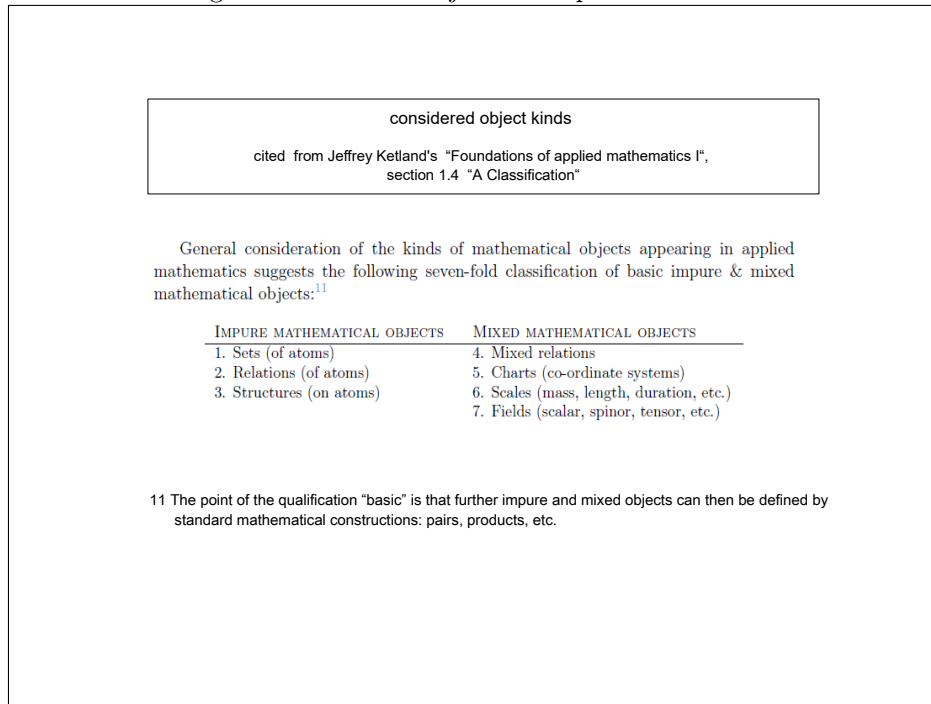 considered object kinds
cited from Jeffrey Ketland's “Foundations of applied mathematics I“,
section 1.4 “A Classification“
General consideration of the kinds of mathematical objects appearing in applied
mathematics suggests the following seven-fold classification of basic impure & mixed
mathematical objects:11
IMPURE MATHEMATICAL OBJECTS MIXED MATHEMATICAL OBJECTS
1. Sets (of atoms) 4. Mixed relations
2. Relations (of atoms) 5. Charts (co-ordinate systems)
3. Structures (on atoms) 6. Scales (mass, length, duration, etc.)
7. Fields (scalar, spinor, tensor, etc.)
11 The point of the qualification “basic” is that further impure and mixed objects can then be defined by
standard mathematical constructions: pairs, products, etc.